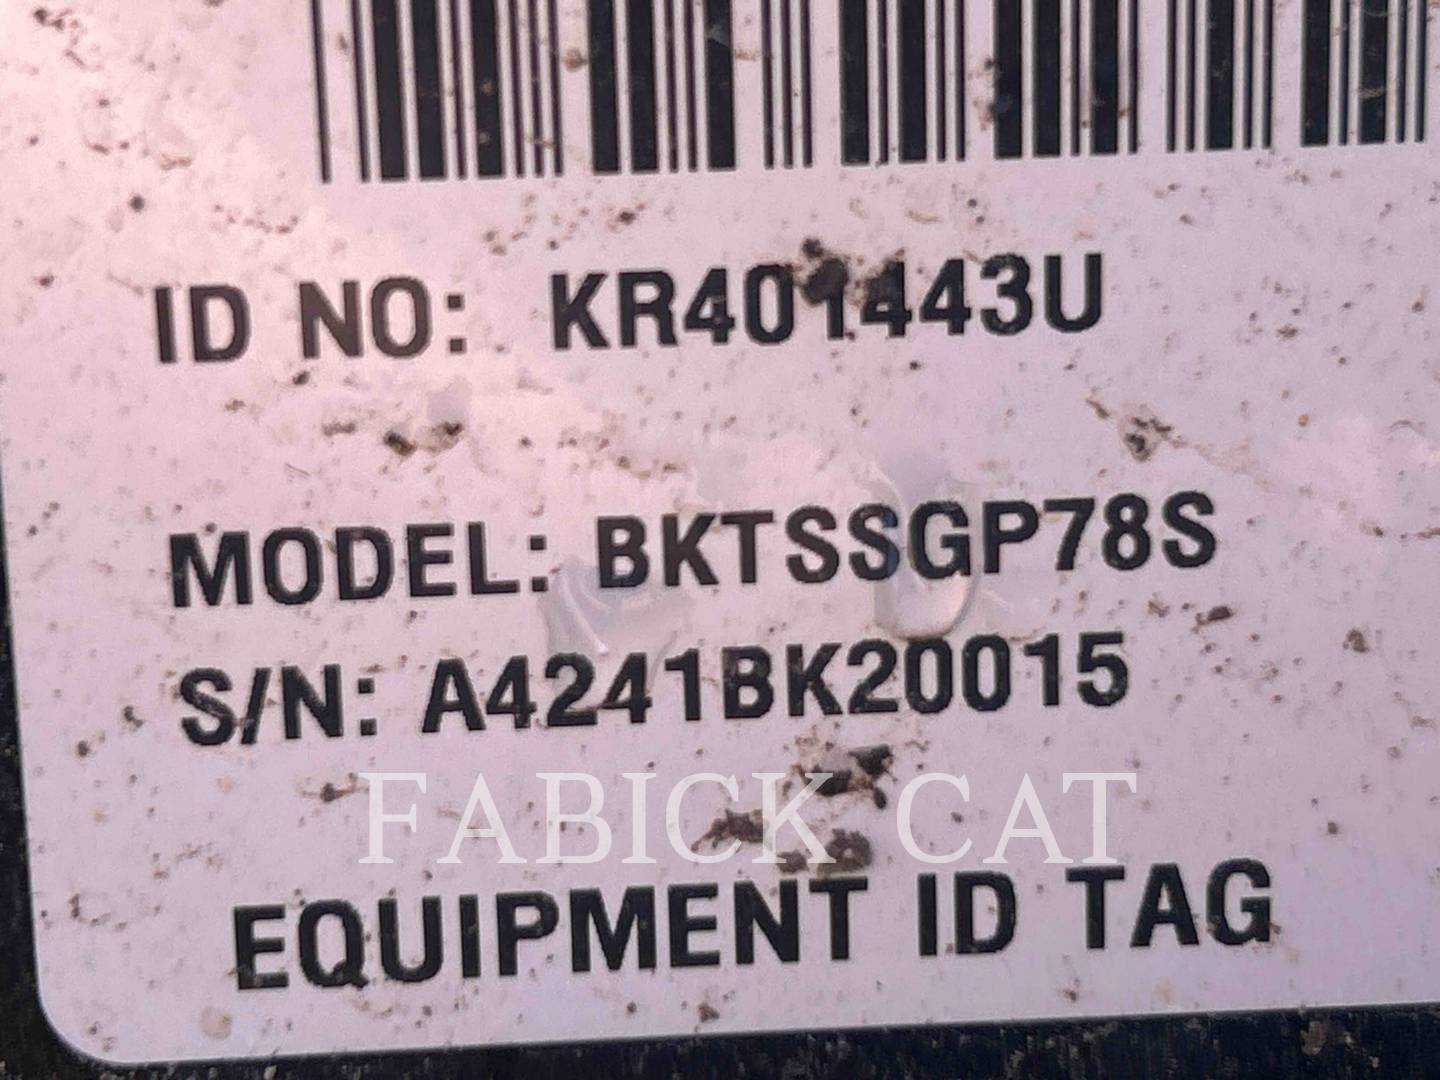 ID NO: KR401443U
MODEL: BKTSSGP78S
S/N: A4241BK20015
FABICK CAT
EQUIPMENT ID TAG